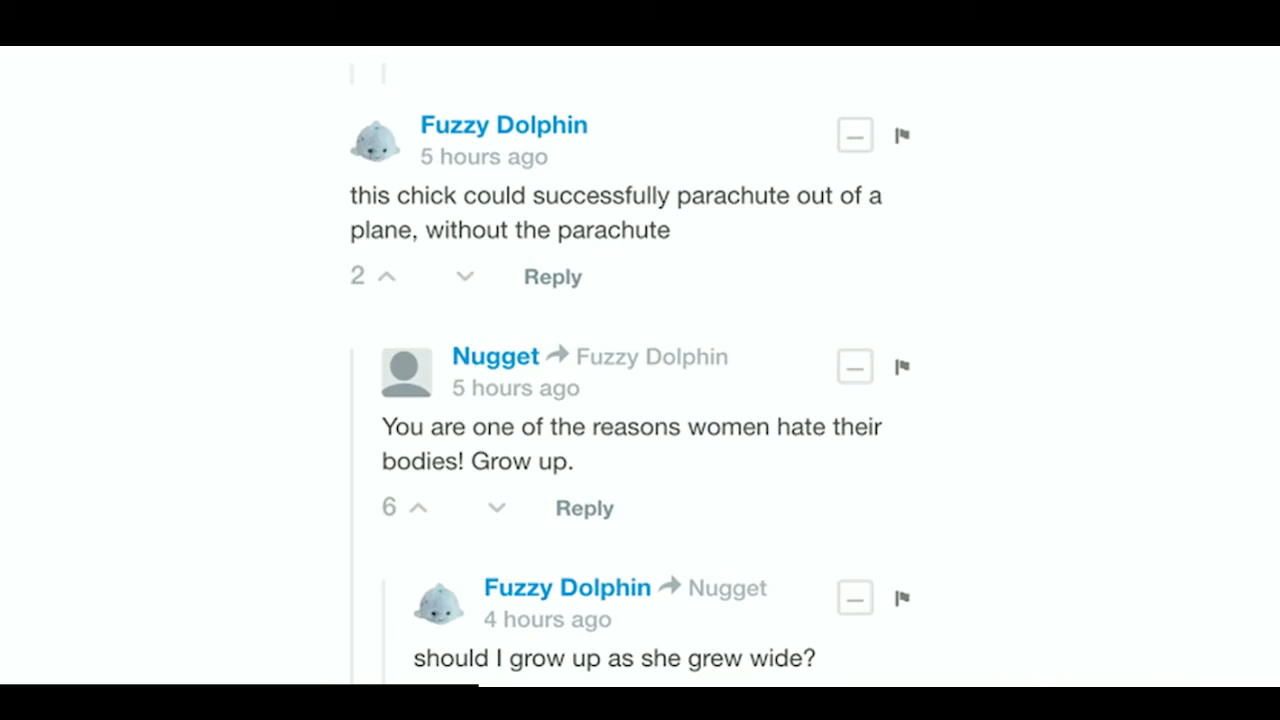 Fuzzy Dolphin
5 hours ago
this chick could successfully parachute out of a
plane, without the parachute
2 Reply
Nugget Fuzzy Dolphin
5 hours ago
You are one of the reasons women hate their
bodies! Grow up.
6 Reply
Fuzzy Dolphin Nugget
4 hours ago
should I grow up as she grew wide?